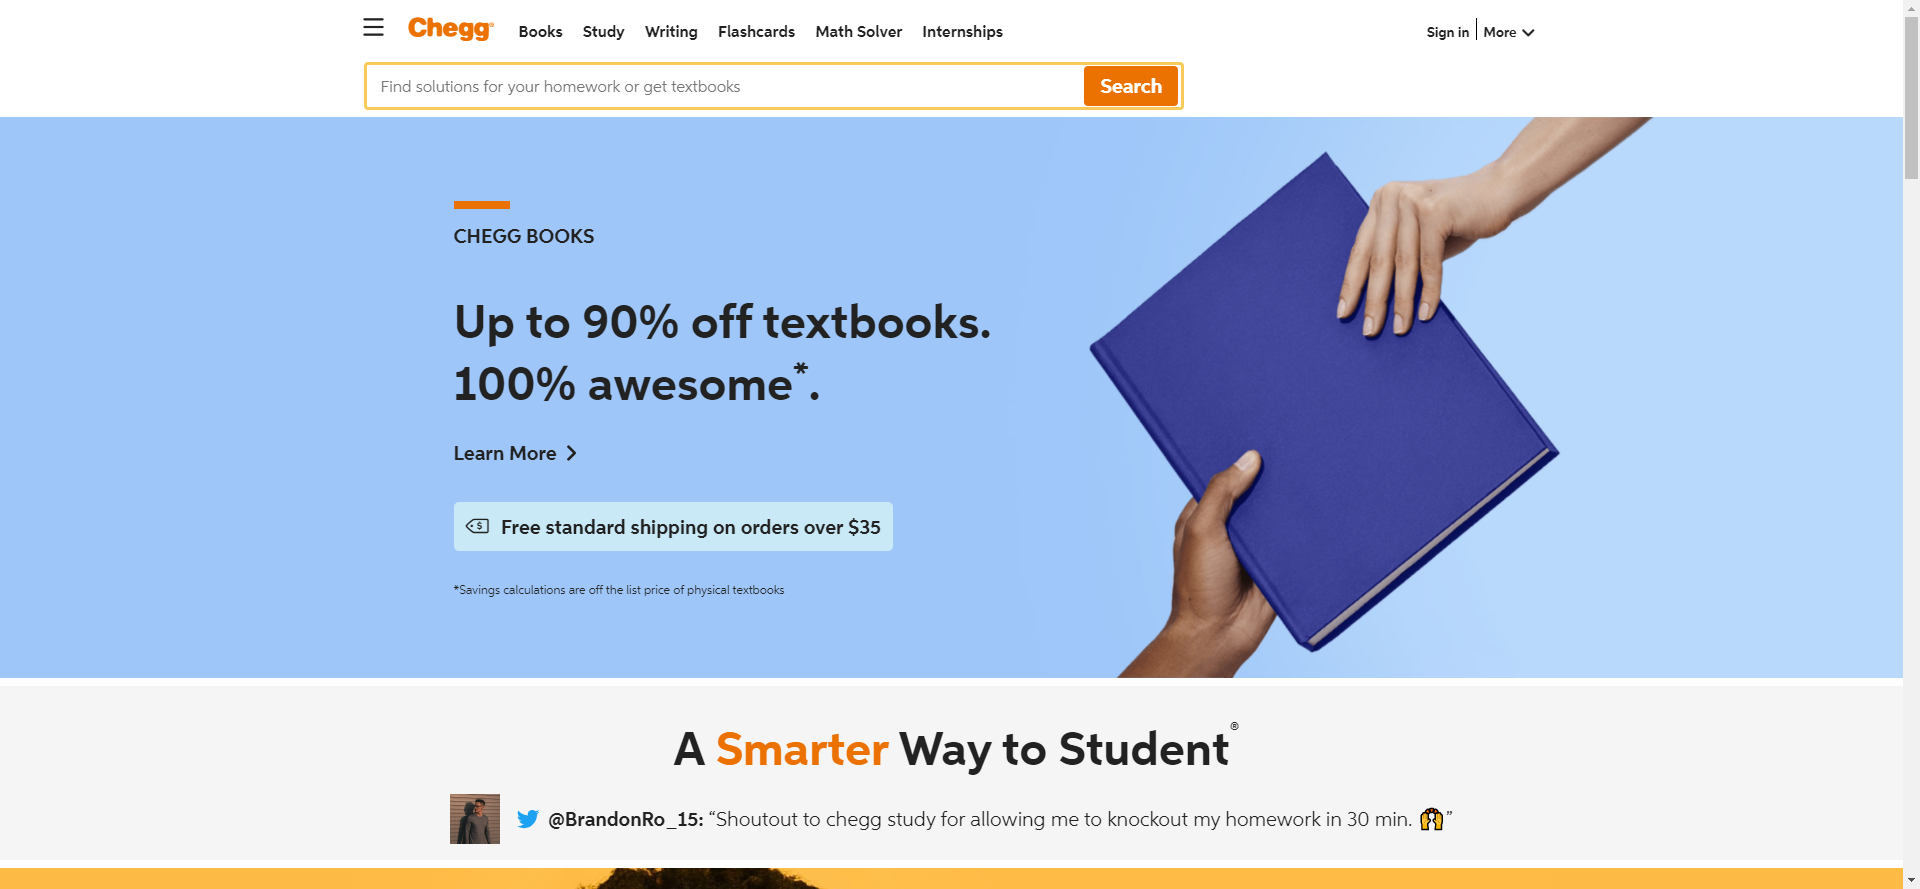 Chegg®
Books Study Writing Flashcards Math Solver Internships
Sign in More
Find solutions for your homework or get textbooks
Search
CHEGG BOOKS
Up to 90% off textbooks.
100% awesome*.
Learn More
$ Free standard shipping on orders over $35
*Savings calculations are off the list price of physical textbooks
A Smarter Way to Student®
@BrandonRo_15: “Shoutout to chegg study for allowing me to knockout my homework in 30 min. 🙌”